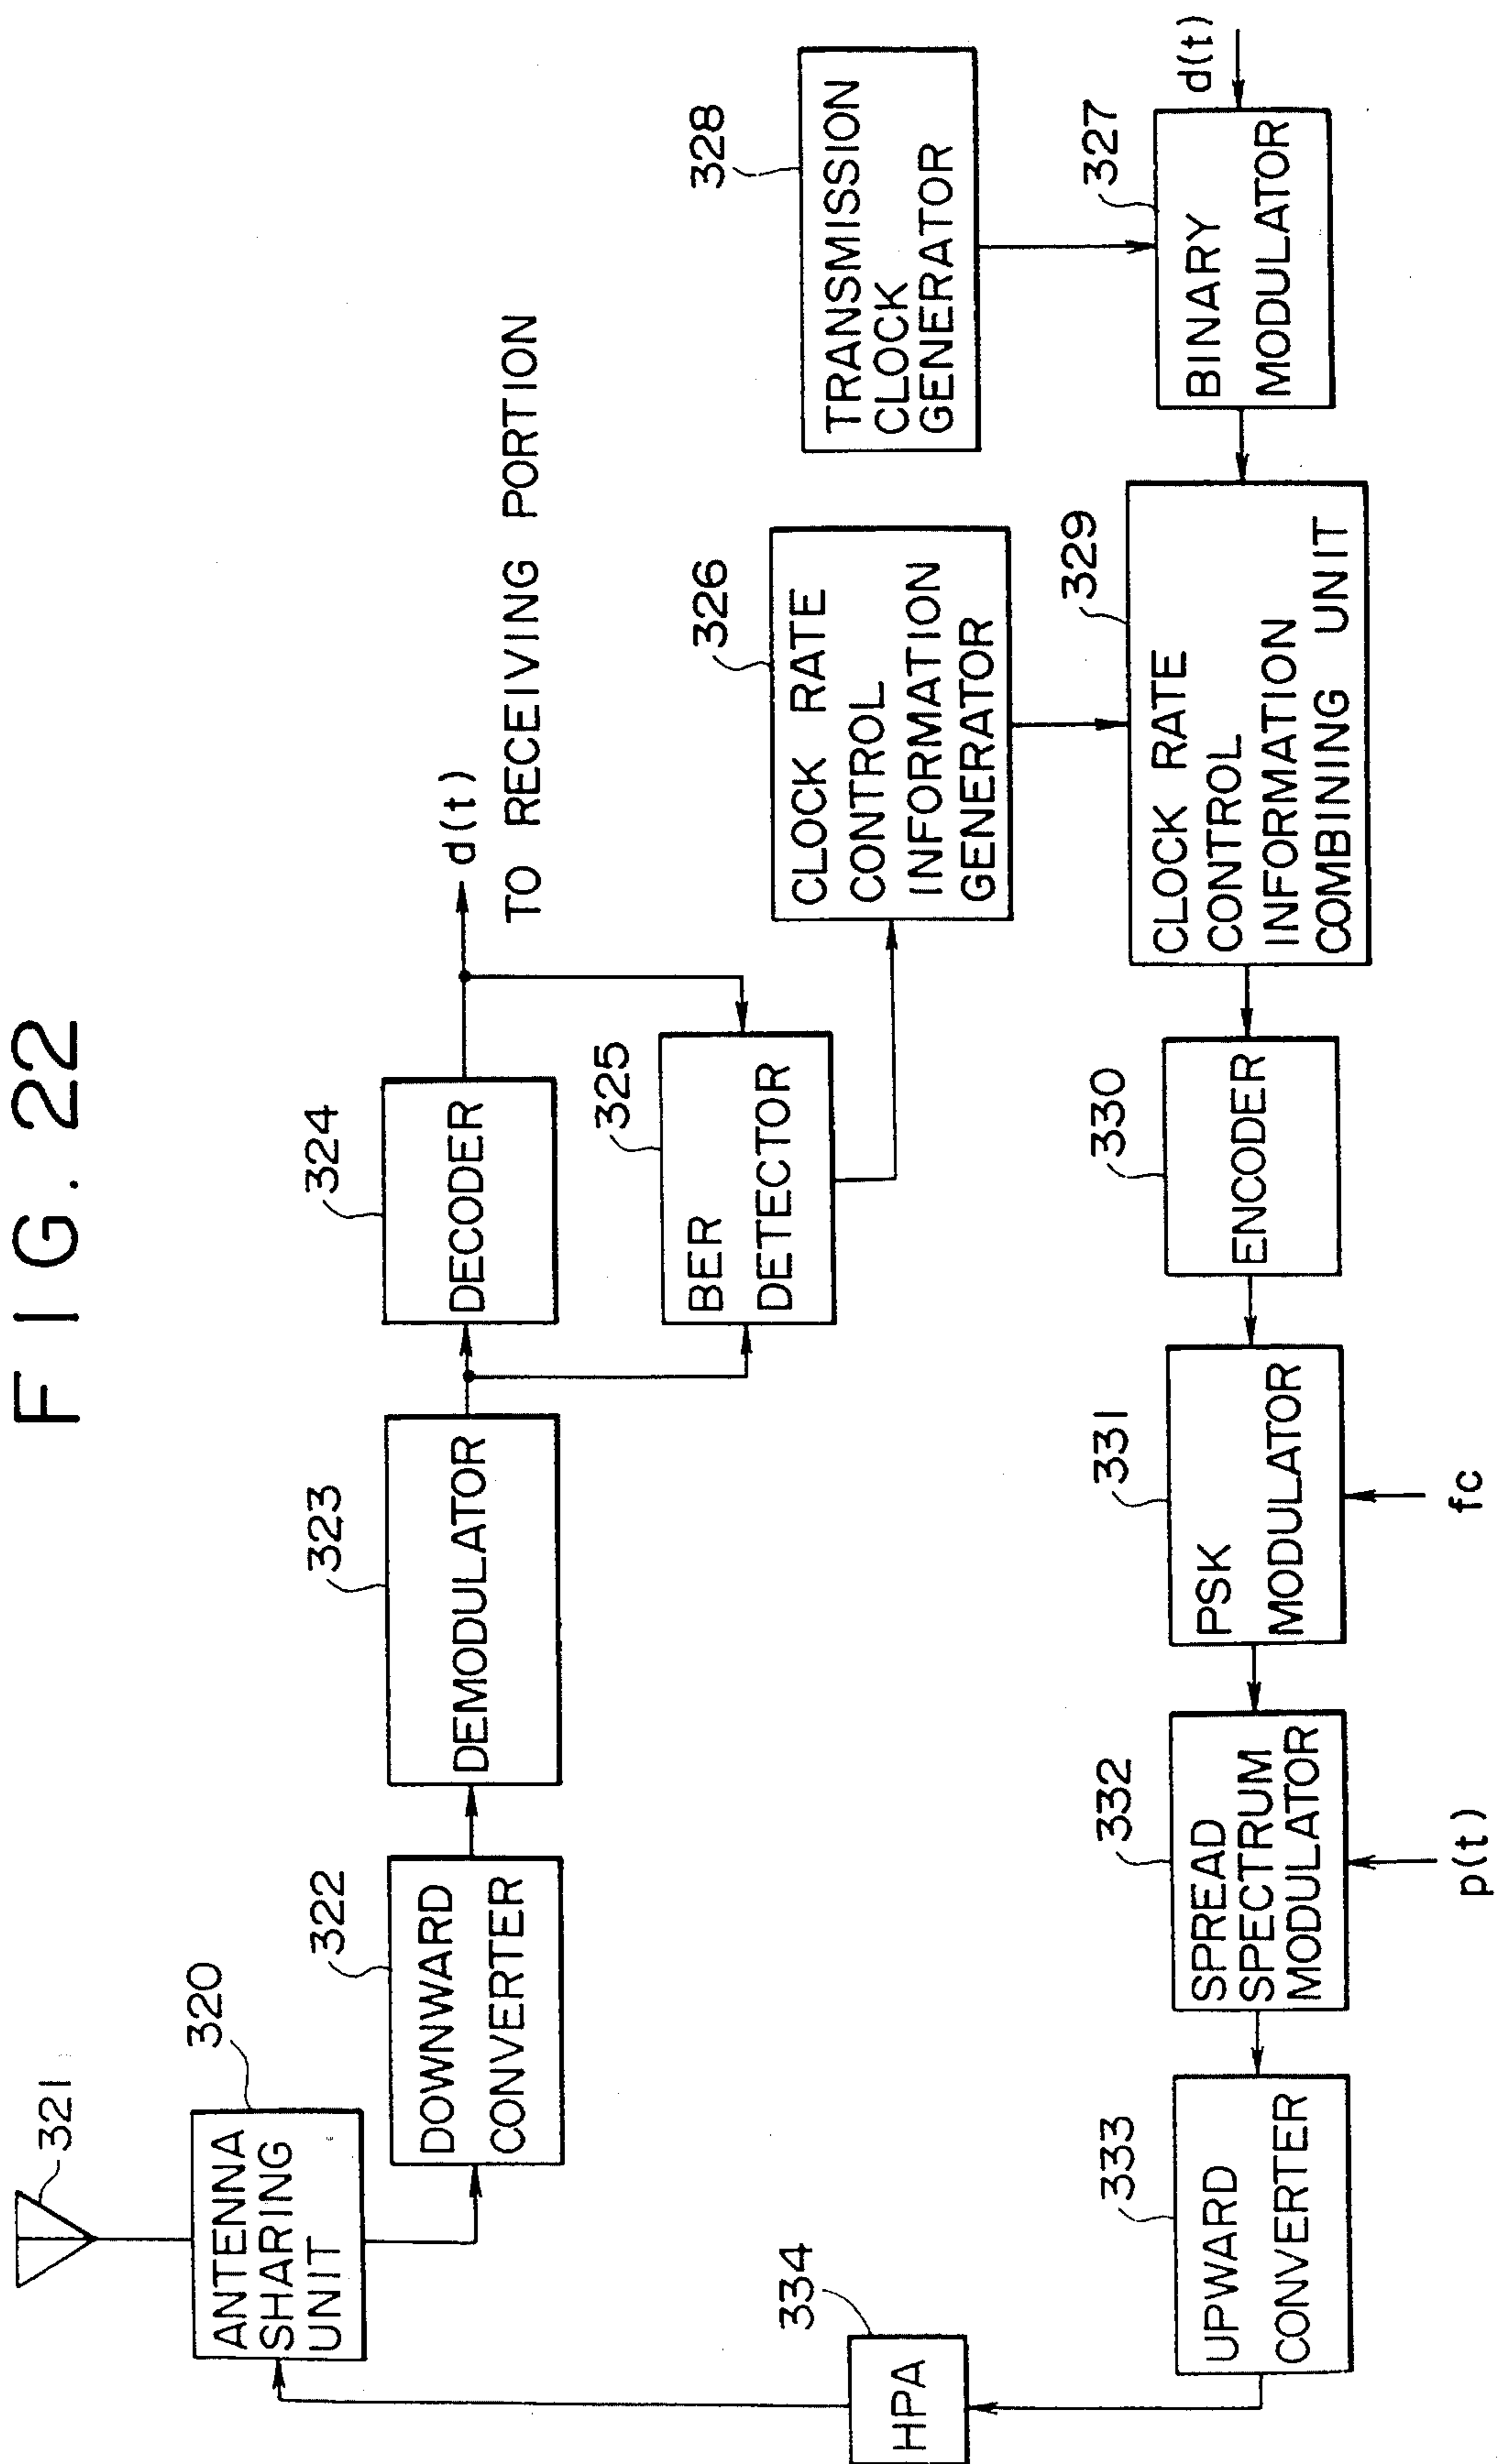 FIG. 22
321
320
ANTENNA
SHARING
UNIT
322
DOWNWARD
CONVERTER
323
DEMODULATOR
324
DECODER
d(t)
TO RECEIVING PORTION
325
BER
DETECTOR
326
CLOCK RATE
CONTROL
INFORMATION
GENERATOR
328
TRANSMISSION
CLOCK
GENERATOR
334
HPA
333
UPWARD
CONVERTER
332
SPREAD
SPECTRUM
MODULATOR
p(t)
331
PSK
MODULATOR
fc
330
ENCODER
329
CLOCK RATE
CONTROL
INFORMATION
COMBINING UNIT
327
BINARY
MODULATOR
d(t)